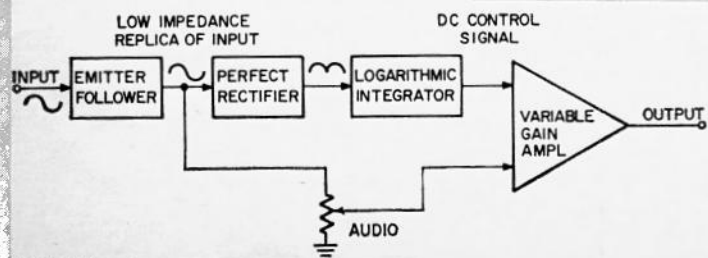 LOW IMPEDANCE
REPLICA OF INPUT
DC CONTROL
SIGNAL
INPUT
EMITTER
FOLLOWER
PERFECT
RECTIFIER
LOGARITHMIC
INTEGRATOR
VARIABLE
GAIN
AMPL
OUTPUT
AUDIO